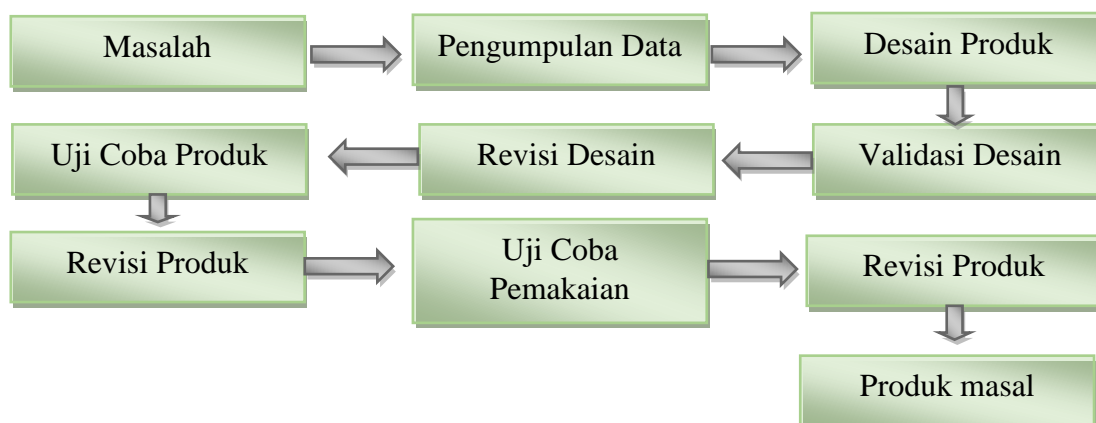 Masalah
Pengumpulan Data
Desain Produk
Validasi Desain
Revisi Desain
Uji Coba Produk
Revisi Produk
Uji Coba
Pemakaian
Revisi Produk
Produk masal